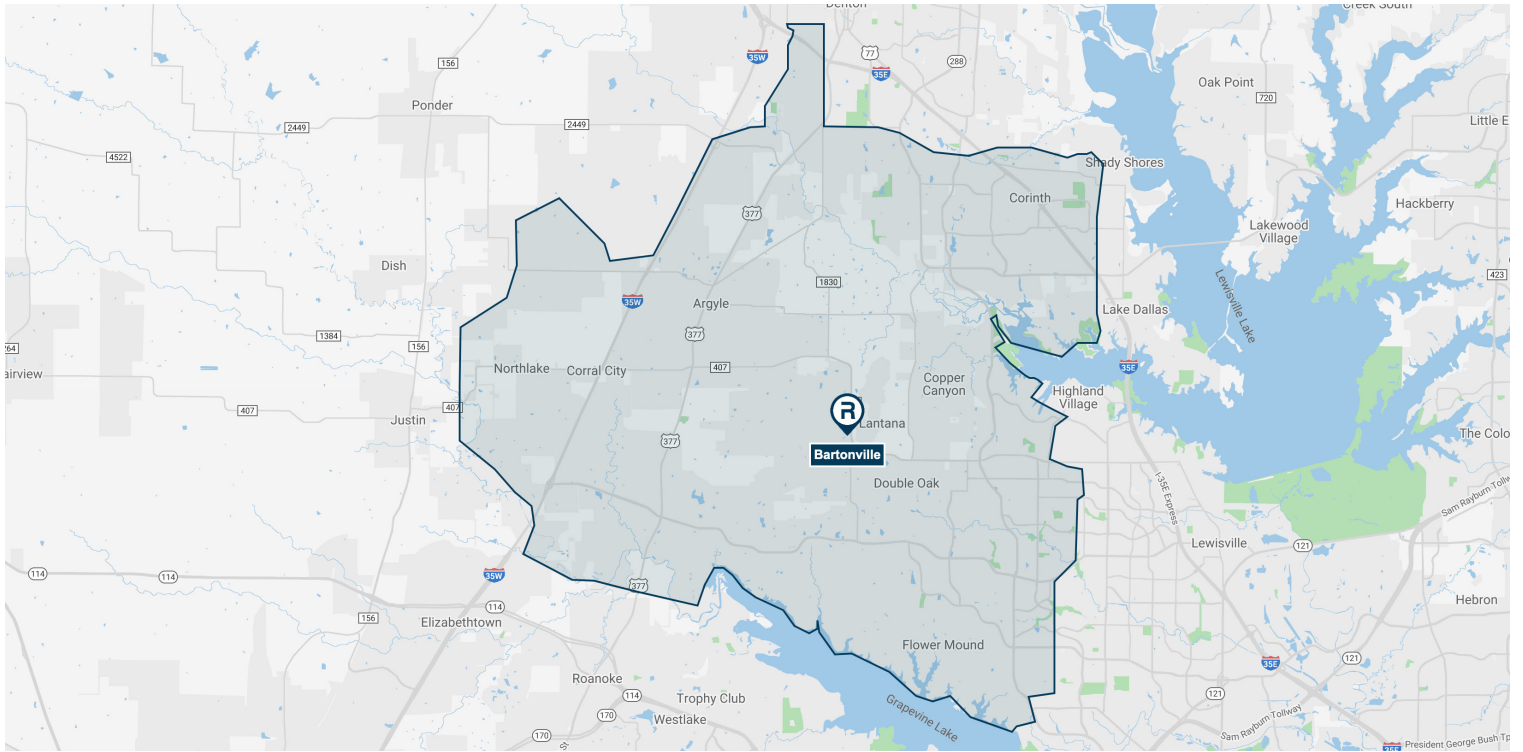 Denton
Creek South
35W
77
288
35E
Oak Point
720
156
Ponder
Little E
2449
2449
4522
Shady Shores
Corinth
377
Hackberry
Lakewood
Village
Dish
423
1830
Lewisville Lake
35W
Argyle
Lake Dallas
377
1384
156
264
airview
Northlake
Corral City
407
35E
Copper
Canyon
Highland
Village
407
407
Justin
R
Lantana
377
Bartonville
The Colo
Double Oak
I-35E Express
Sam Rayburn Tollw
Lewisville
121
114
114
35W
377
114
Hebron
156
Elizabethtown
Flower Mound
121
35E
Roanoke
114
Trophy Club
121
170
Westlake
Grapevine Lake
Sam Rayburn Tollway
170
35E
President George Bush Tp